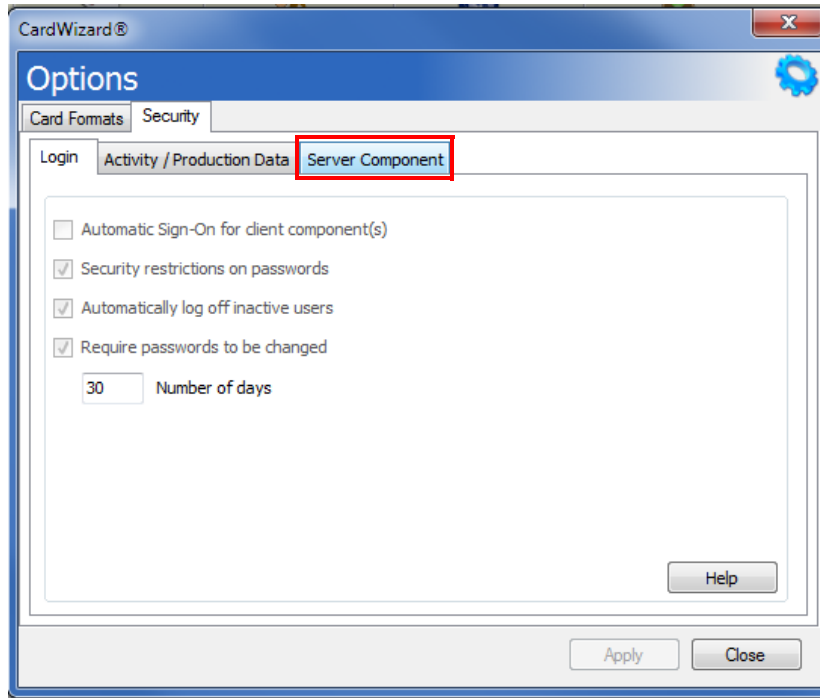 CardWizard®
Options
Card Formats Security
Login Activity / Production Data Server Component
Automatic Sign-On for client component(s)
Security restrictions on passwords
Automatically log off inactive users
Require passwords to be changed
30 Number of days
Help
Apply Close